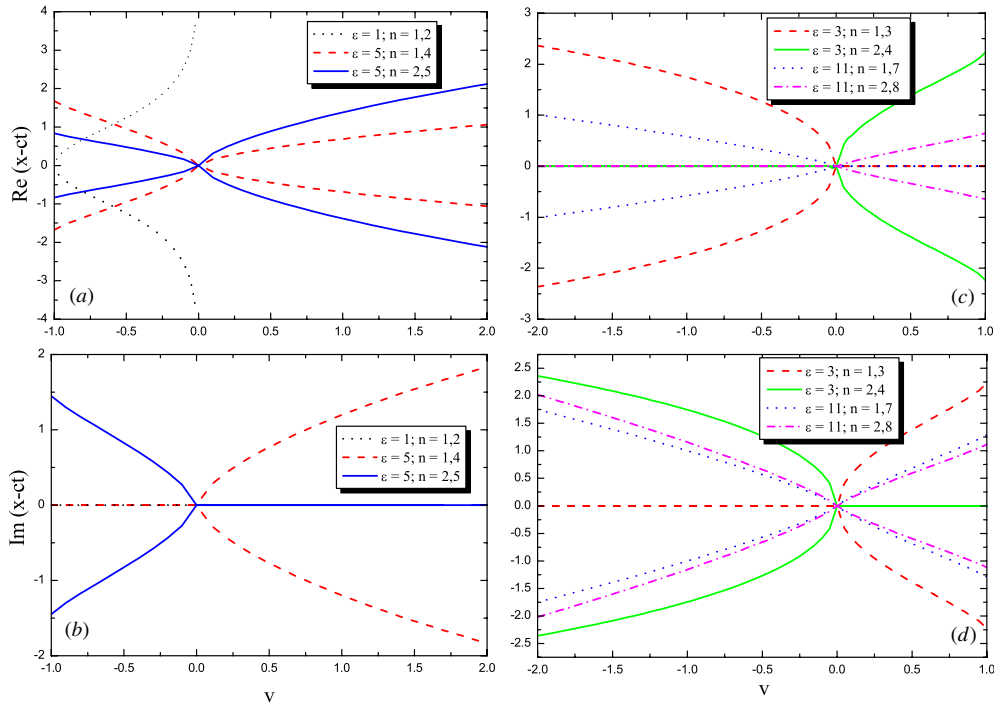 4
3
2
1
0
-1
-2
-3
-4
Re (x-ct)
ε = 1; n = 1,2
ε = 5; n = 1,4
ε = 5; n = 2,5
(a)
-1.0
-0.5
0.0
0.5
1.0
1.5
2.0
3
2
1
0
-1
-2
-3
ε = 3; n = 1,3
ε = 3; n = 2,4
ε = 11; n = 1,7
ε = 11; n = 2,8
(c)
-2.0
-1.5
-1.0
-0.5
0.0
0.5
1.0
2
1
0
-1
-2
Im (x-ct)
ε = 1; n = 1,2
ε = 5; n = 1,4
ε = 5; n = 2,5
(b)
-1.0
-0.5
0.0
0.5
1.0
1.5
2.0
v
2.5
2.0
1.5
1.0
0.5
0.0
-0.5
-1.0
-1.5
-2.0
-2.5
ε = 3; n = 1,3
ε = 3; n = 2,4
ε = 11; n = 1,7
ε = 11; n = 2,8
(d)
-2.0
-1.5
-1.0
-0.5
0.0
0.5
1.0
v